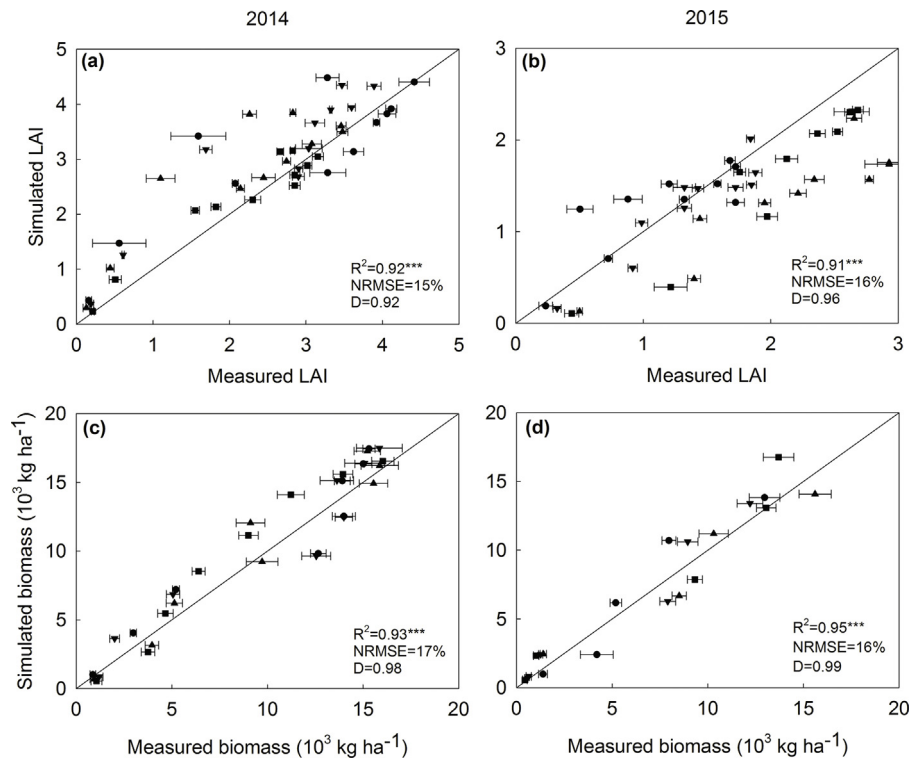 2014
2015
(a)
5
4
3
2
1
0
Simulated LAI
R²=0.92***
NRMSE=15%
D=0.92
0 1 2 3 4 5
Measured LAI
(b)
3
2
1
0
R²=0.91***
NRMSE=16%
D=0.96
0 1 2 3
Measured LAI
(c)
20
15
10
5
0
Simulated biomass (10³ kg ha⁻¹)
R²=0.93***
NRMSE=17%
D=0.98
0 5 10 15 20
Measured biomass (10³ kg ha⁻¹)
(d)
20
15
10
5
0
R²=0.95***
NRMSE=16%
D=0.99
0 5 10 15 20
Measured biomass (10³ kg ha⁻¹)